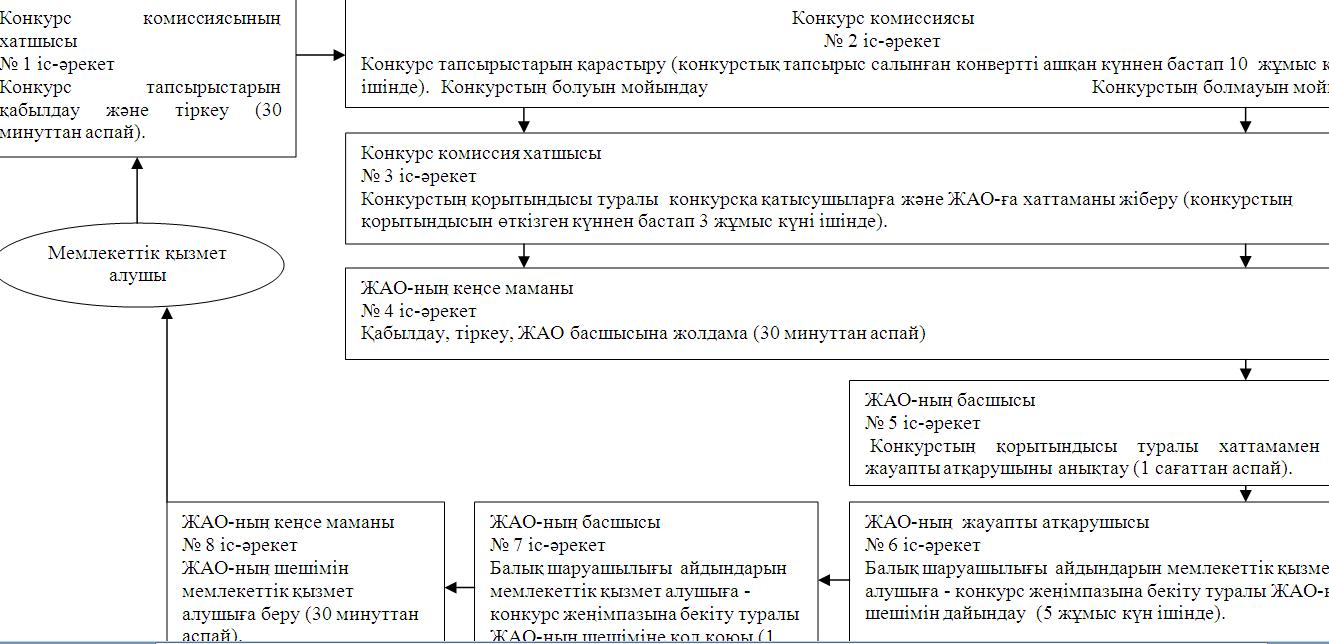 Конкурс комиссиясының
хатшысы
№ 1 іс-әрекет
Конкурс тапсырыстарын
қабылдау және тіркеу (30
минуттан аспай).
Конкурс комиссиясы
№ 2 іс-әрекет
Конкурс тапсырыстарын қарастыру (конкурстық тапсырыс салынған конвертті ашқан күннен бастап 10 жұмыс
ішінде). Конкурстың болуын мойындау Конкурстың болмауын
Конкурс комиссия хатшысы
№ 3 іс-әрекет
Конкурстың қорытындысы туралы конкурсқа қатысушыларға және ЖАО-ға хаттаманы жіберу (конкурстың
қорытындысын өткізген күннен бастап 3 жұмыс күні ішінде).
Мемлекеттік қызмет
алушы
ЖАО-ның кеңсе маманы
№ 4 іс-әрекет
Қабылдау, тіркеу, ЖАО басшысына жолдама (30 минуттан аспай)
ЖАО-ның басшысы
№ 5 іс-әрекет
Конкурстың қорытындысы туралы хаттамамен
жауапты атқарушыны анықтау (1 сағаттан аспай).
ЖАО-ның кеңсе маманы
№ 8 іс-әрекет
ЖАО-ның шешімін
мемлекеттік қызмет
алушыға беру (30 минуттан
аспай).
ЖАО-ның басшысы
№ 7 іс-әрекет
Балық шаруашылығы айдындарын
мемлекеттік қызмет алушыға -
конкурс женімпазына бекіту туралы
ЖАО-ның шешіміне қол қоюы (1
ЖАО-ның жауапты атқарушысы
№ 6 іс-әрекет
Балық шаруашылығы айдындарын мемлекеттік
алушыға - конкурс женімпазына бекіту туралы
шешімін дайындау (5 жұмыс күн ішінде).